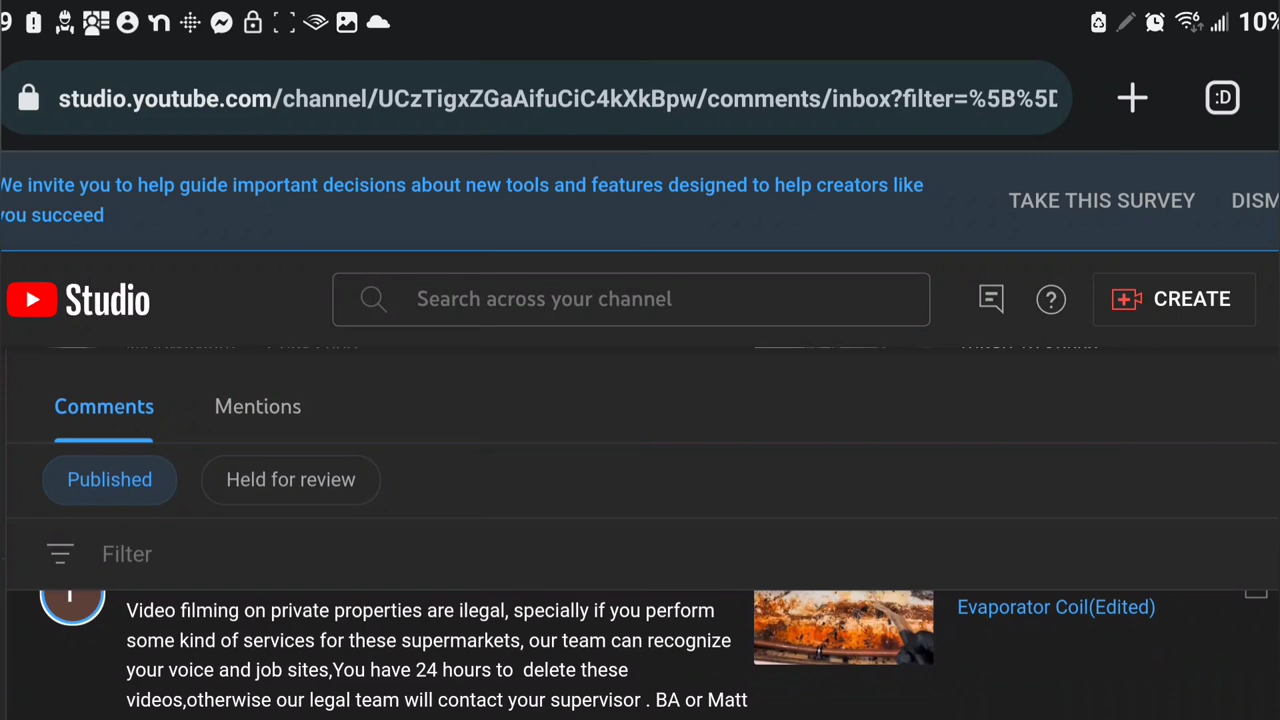 9
10%
studio.youtube.com/channel/UCzTigxZGaAifuCiC4kXkBpw/comments/inbox?filter=%5B%5D
:D
We invite you to help guide important decisions about new tools and features designed to help creators like
you succeed
TAKE THIS SURVEY
DISM
Studio
Search across your channel
CREATE
Comments
Mentions
Published
Held for review
Filter
Video filming on private properties are ilegal, specially if you perform
some kind of services for these supermarkets, our team can recognize
your voice and job sites,You have 24 hours to  delete these
videos,otherwise our legal team will contact your supervisor . BA or Matt
Evaporator Coil(Edited)